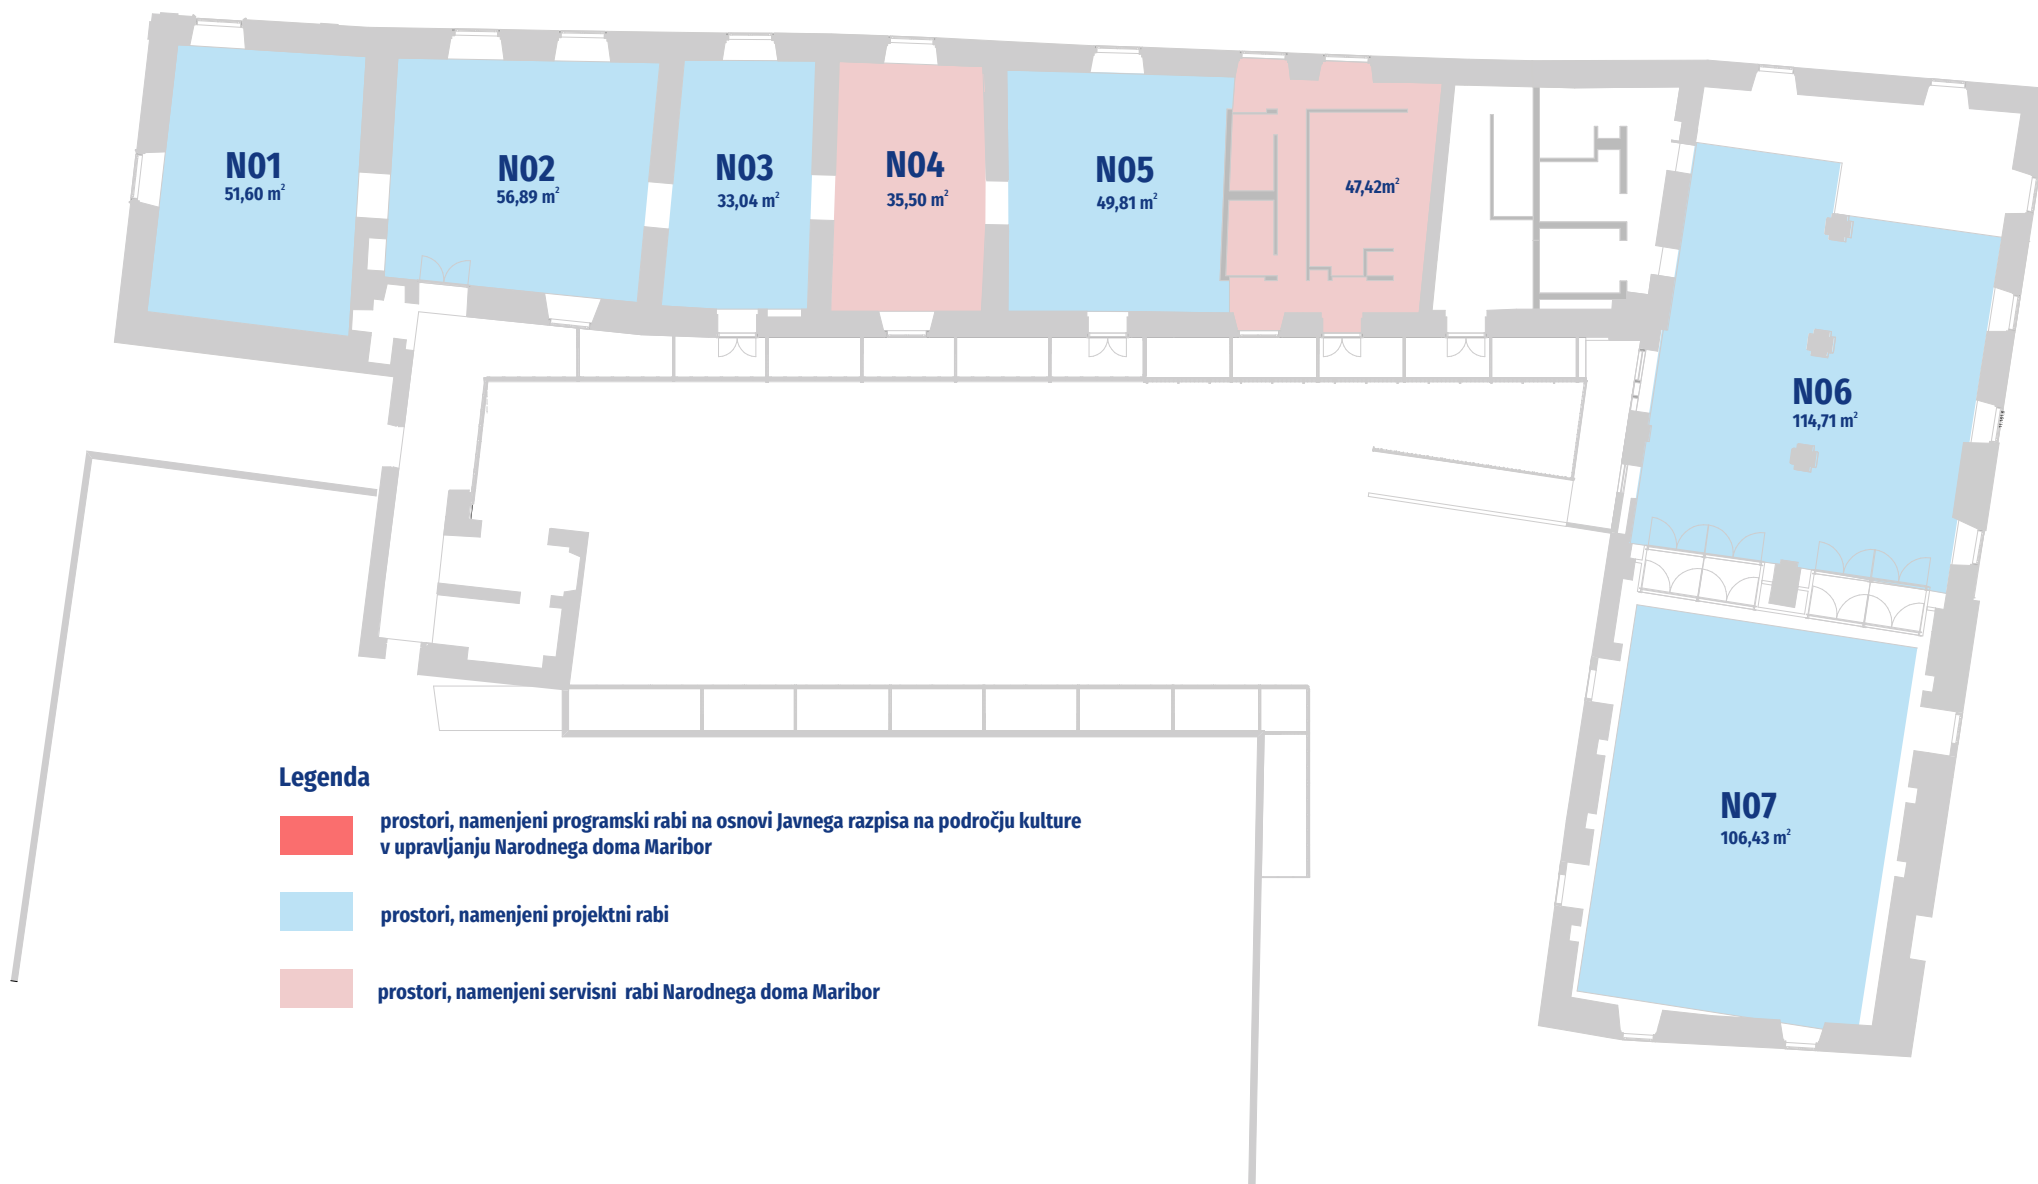 N01
51,60 m²
N02
56,89 m²
N03
33,04 m²
N04
35,50 m²
N05
49,81 m²
47,42m²
N06
114,71 m²
N07
106,43 m²
Legenda
prostori, namenjeni programski rabi na osnovi Javnega razpisa na področju kulture
v upravljanju Narodnega doma Maribor
prostori, namenjeni projektni rabi
prostori, namenjeni servisni rabi Narodnega doma Maribor